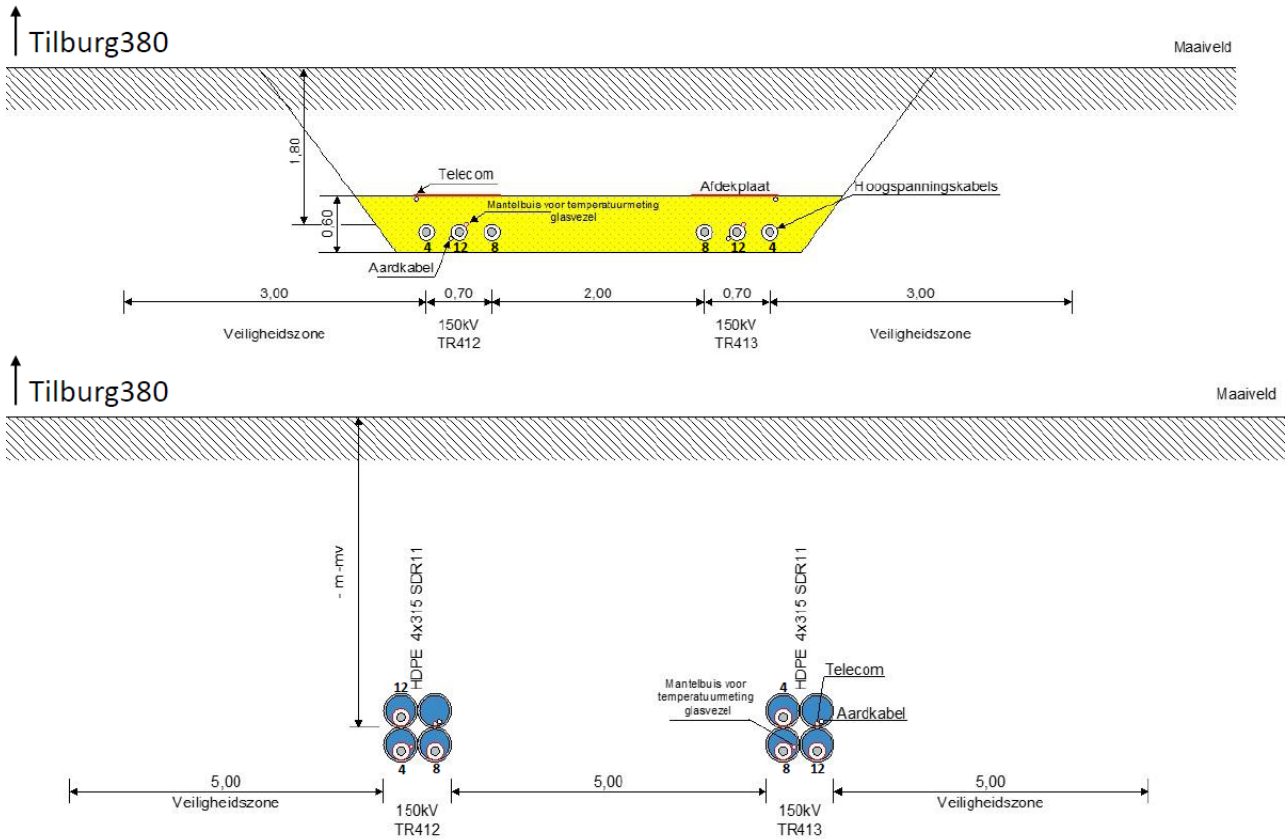 Tilburg380
Maaiveld
1,80
0,60
Telecom
Mantelbuis voor temperatuurmeting
glasvezel
Afdekplaat
Hoogspanningskabels
4 12 8
8 12 4
Aardkabel
3,00 0,70 2,00 0,70 3,00
Veiligheidszone
150kV
TR412
150kV
TR413
Veiligheidszone
Tilburg380
Maaiveld
- m -mv
HDPE 4x315 SDR11
HDPE 4x315 SDR11
12
4
Telecom
Mantelbuis voor
temperatuurmeting
glasvezel
Aardkabel
4 8
8 12
5,00 5,00 5,00
Veiligheidszone
150kV
TR412
150kV
TR413
Veiligheidszone